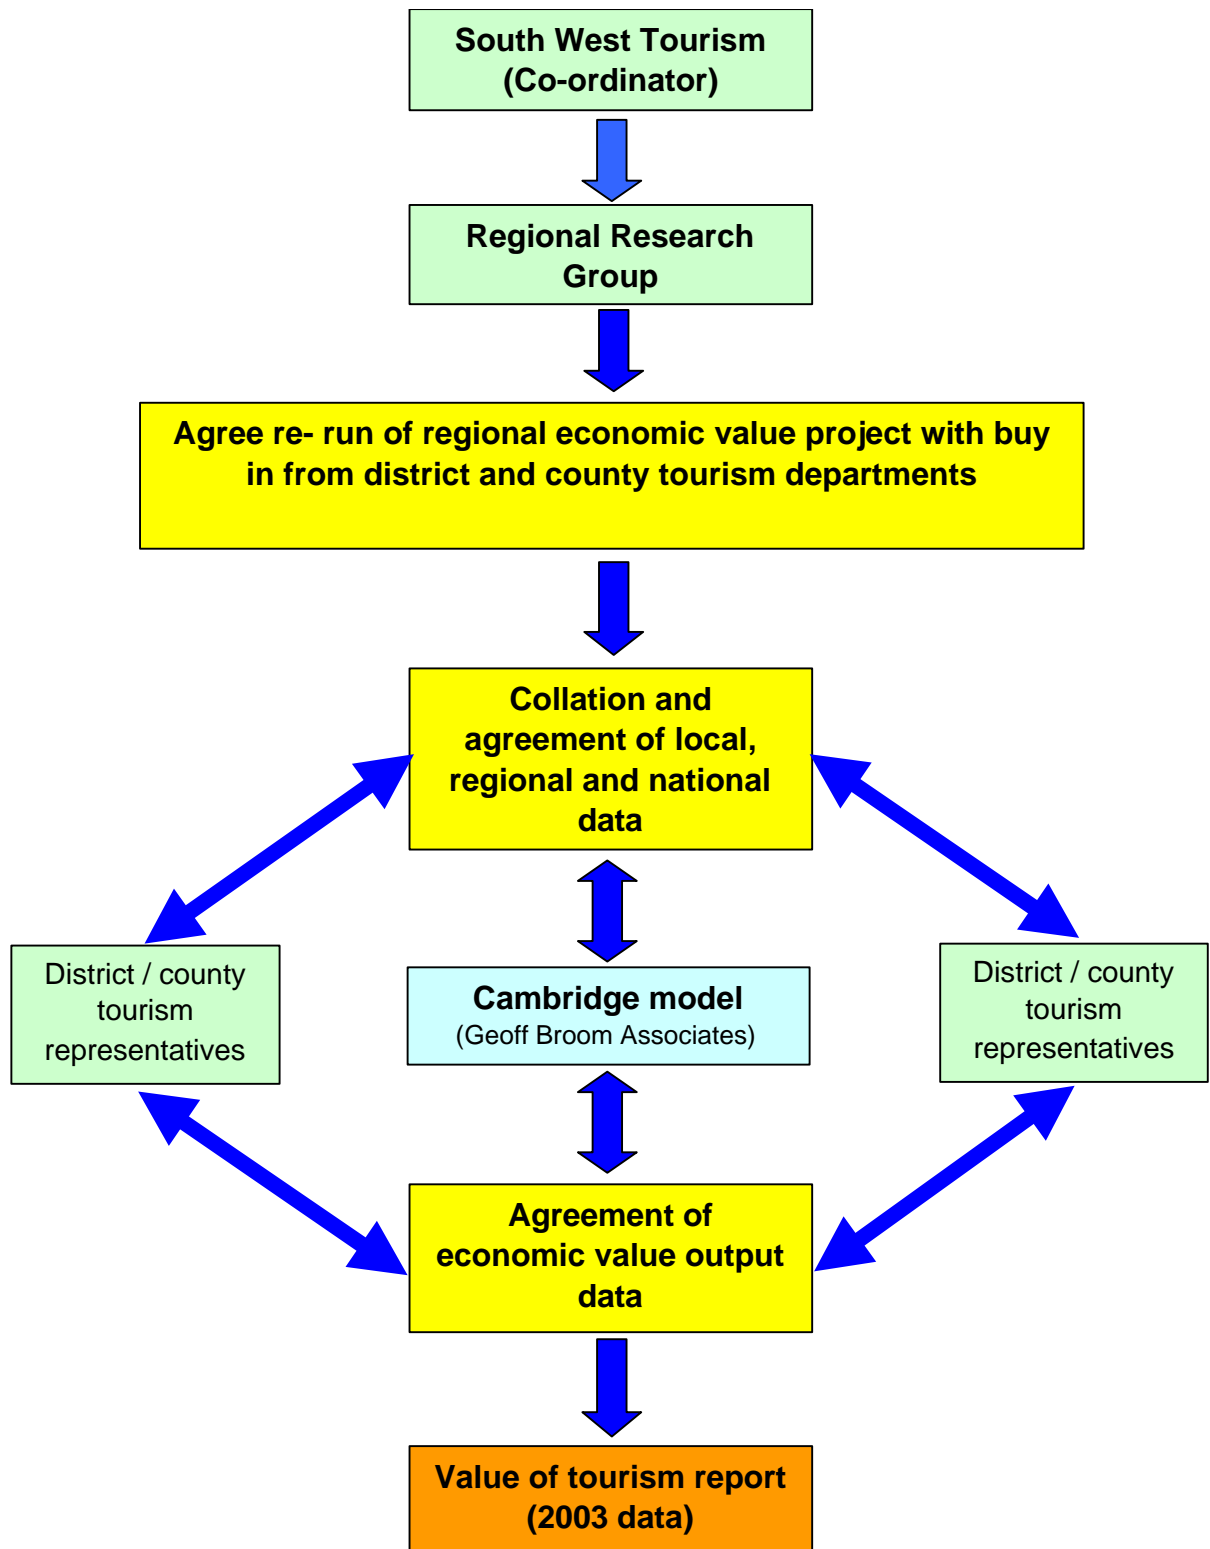 South West Tourism
(Co-ordinator)
Regional Research
Group
Agree re- run of regional economic value project with buy
in from district and county tourism departments
Collation and
agreement of local,
regional and national
data
District / county
tourism
representatives
Cambridge model
(Geoff Broom Associates)
District / county
tourism
representatives
Agreement of
economic value output
data
Value of tourism report
(2003 data)